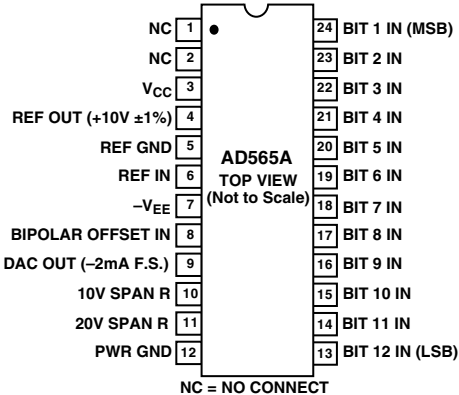 NC 1
NC 2
VCC 3
REF OUT (+10V ±1%) 4
REF GND 5
REF IN 6
–VEE 7
BIPOLAR OFFSET IN 8
DAC OUT (–2mA F.S.) 9
10V SPAN R 10
20V SPAN R 11
PWR GND 12
AD565A
TOP VIEW
(Not to Scale)
24 BIT 1 IN (MSB)
23 BIT 2 IN
22 BIT 3 IN
21 BIT 4 IN
20 BIT 5 IN
19 BIT 6 IN
18 BIT 7 IN
17 BIT 8 IN
16 BIT 9 IN
15 BIT 10 IN
14 BIT 11 IN
13 BIT 12 IN (LSB)
NC = NO CONNECT